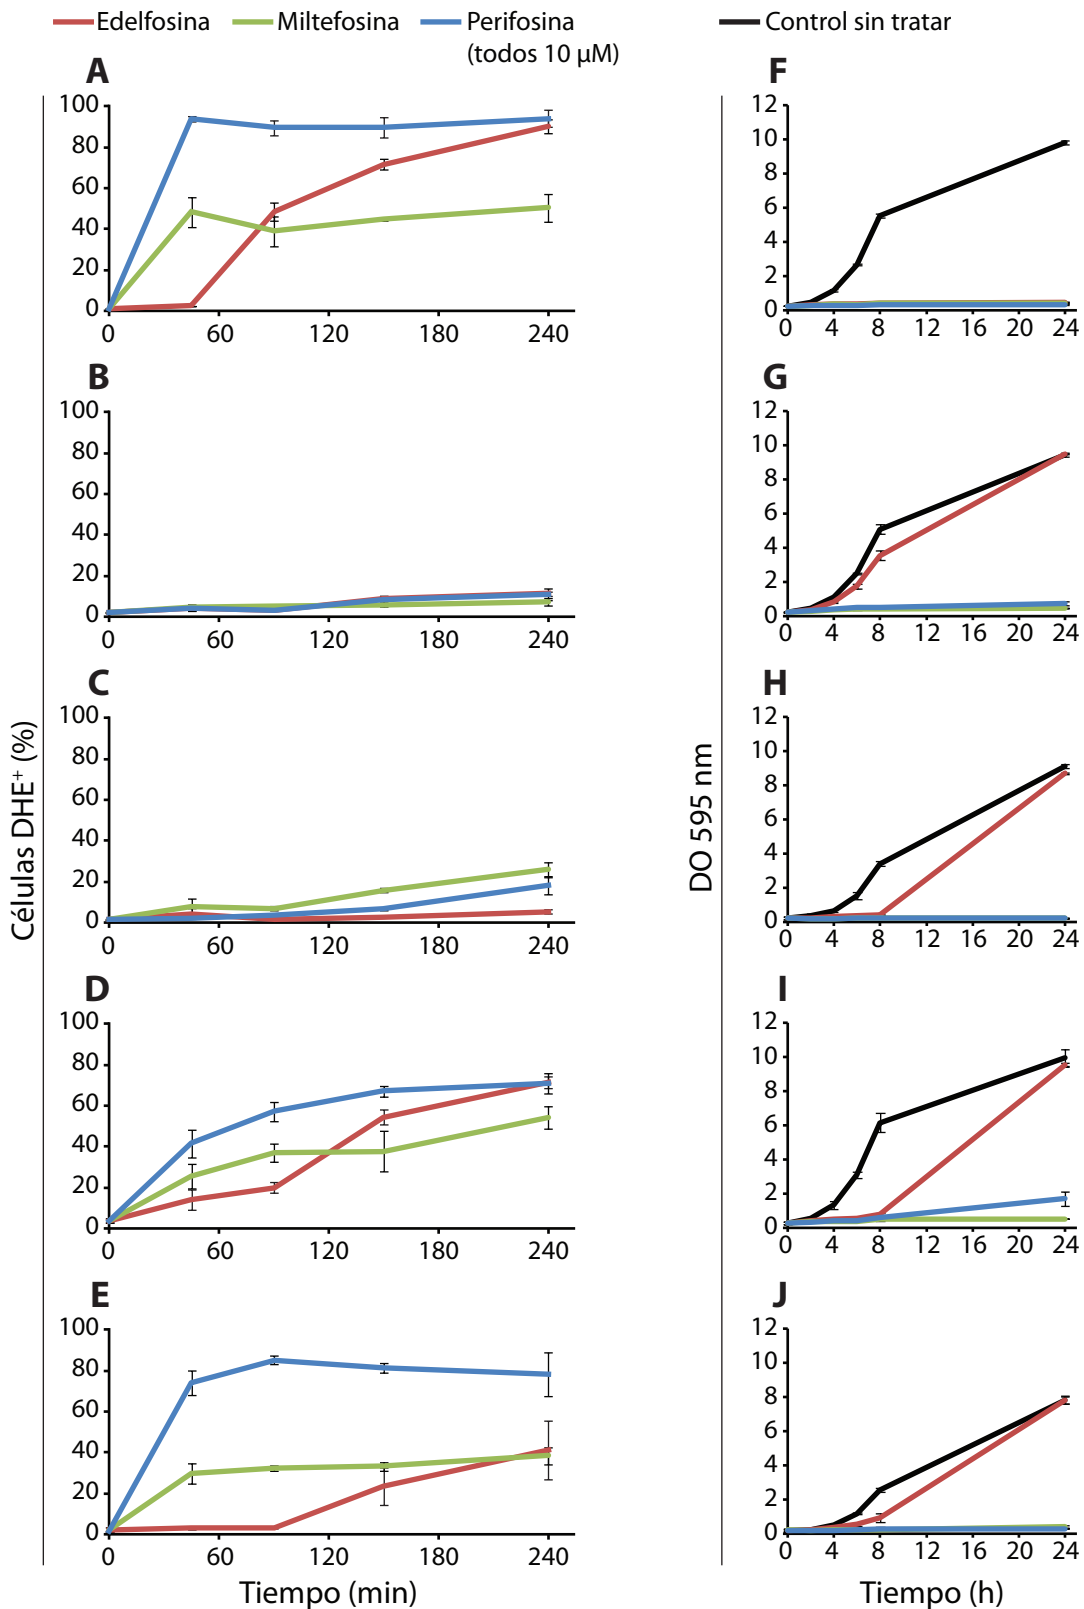 Edelfosina Miltefosina Perifosina Control sin tratar
(todos 10 µM)
A
100
80
60
40
20
0
0 60 120 180 240
F
12
10
8
6
4
2
0
0 4 8 12 16 20 24
B
100
80
60
40
20
0
0 60 120 180 240
G
12
10
8
6
4
2
0
0 4 8 12 16 20 24
C
100
80
60
40
20
0
0 60 120 180 240
H
12
10
8
6
4
2
0
0 4 8 12 16 20 24
D
100
80
60
40
20
0
0 60 120 180 240
I
12
10
8
6
4
2
0
0 4 8 12 16 20 24
E
100
80
60
40
20
0
0 60 120 180 240
J
12
10
8
6
4
2
0
0 4 8 12 16 20 24
Células DHE⁺ (%)
DO 595 nm
Tiempo (min)
Tiempo (h)